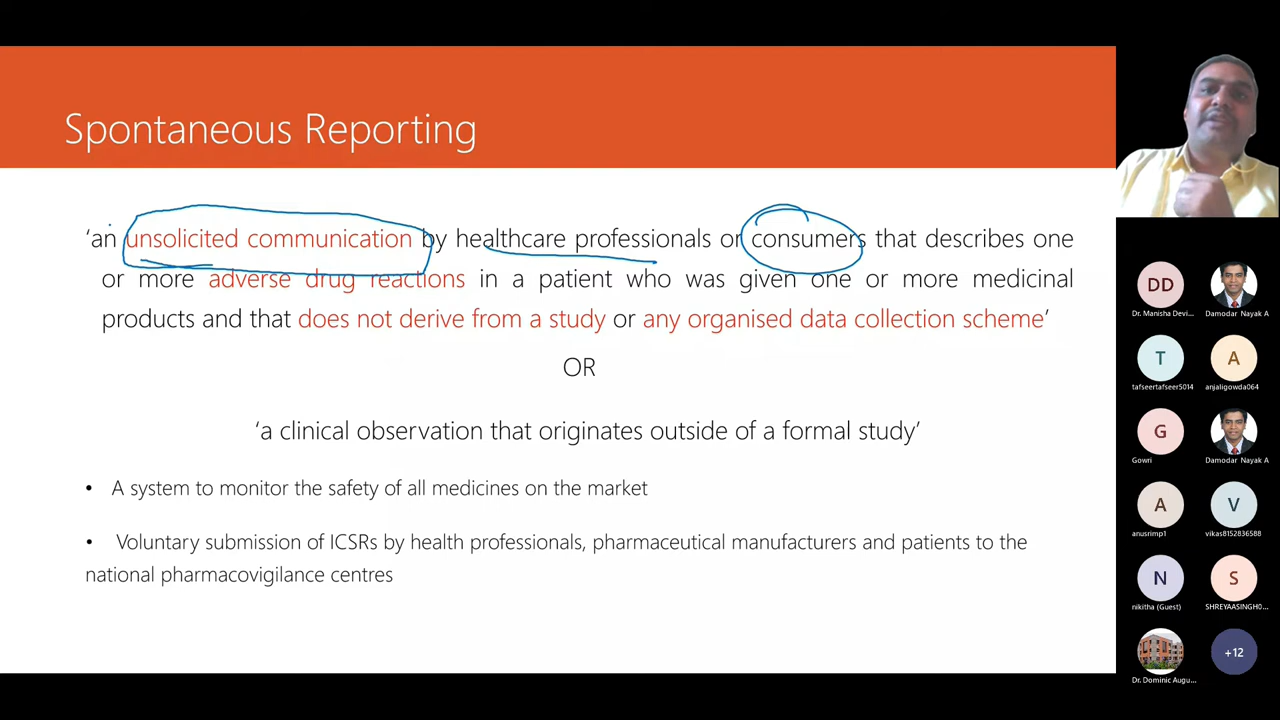 Spontaneous Reporting
‘an unsolicited communication by healthcare professionals or consumers that describes one
or more adverse drug reactions in a patient who was given one or more medicinal
products and that does not derive from a study or any organised data collection scheme’
OR
‘a clinical observation that originates outside of a formal study’
• A system to monitor the safety of all medicines on the market
• Voluntary submission of ICSRs by health professionals, pharmaceutical manufacturers and patients to the
national pharmacovigilance centres
DD
Dr. Manisha Devi...
Damodar Nayak A
T
tafseertafseer5014
A
anjaligowda064
G
Gowri
Damodar Nayak A
A
anusrimp1
V
vikas8152836588
N
nikitha (Guest)
S
SHREYAASINGH0...
Dr. Dominic Augu...
+12